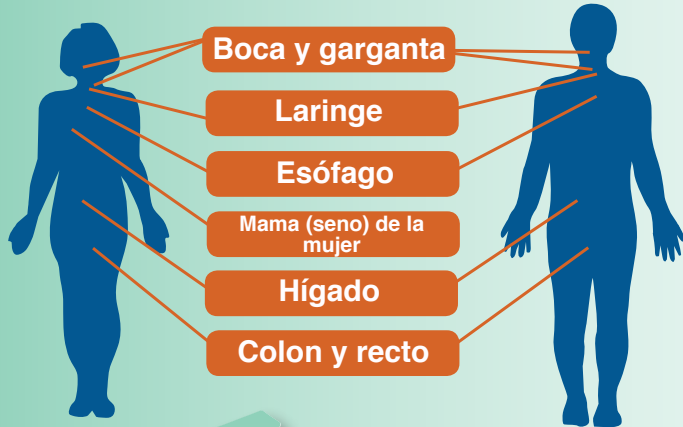 Boca y garganta
Laringe
Esófago
Mama (seno) de la
mujer
Hígado
Colon y recto